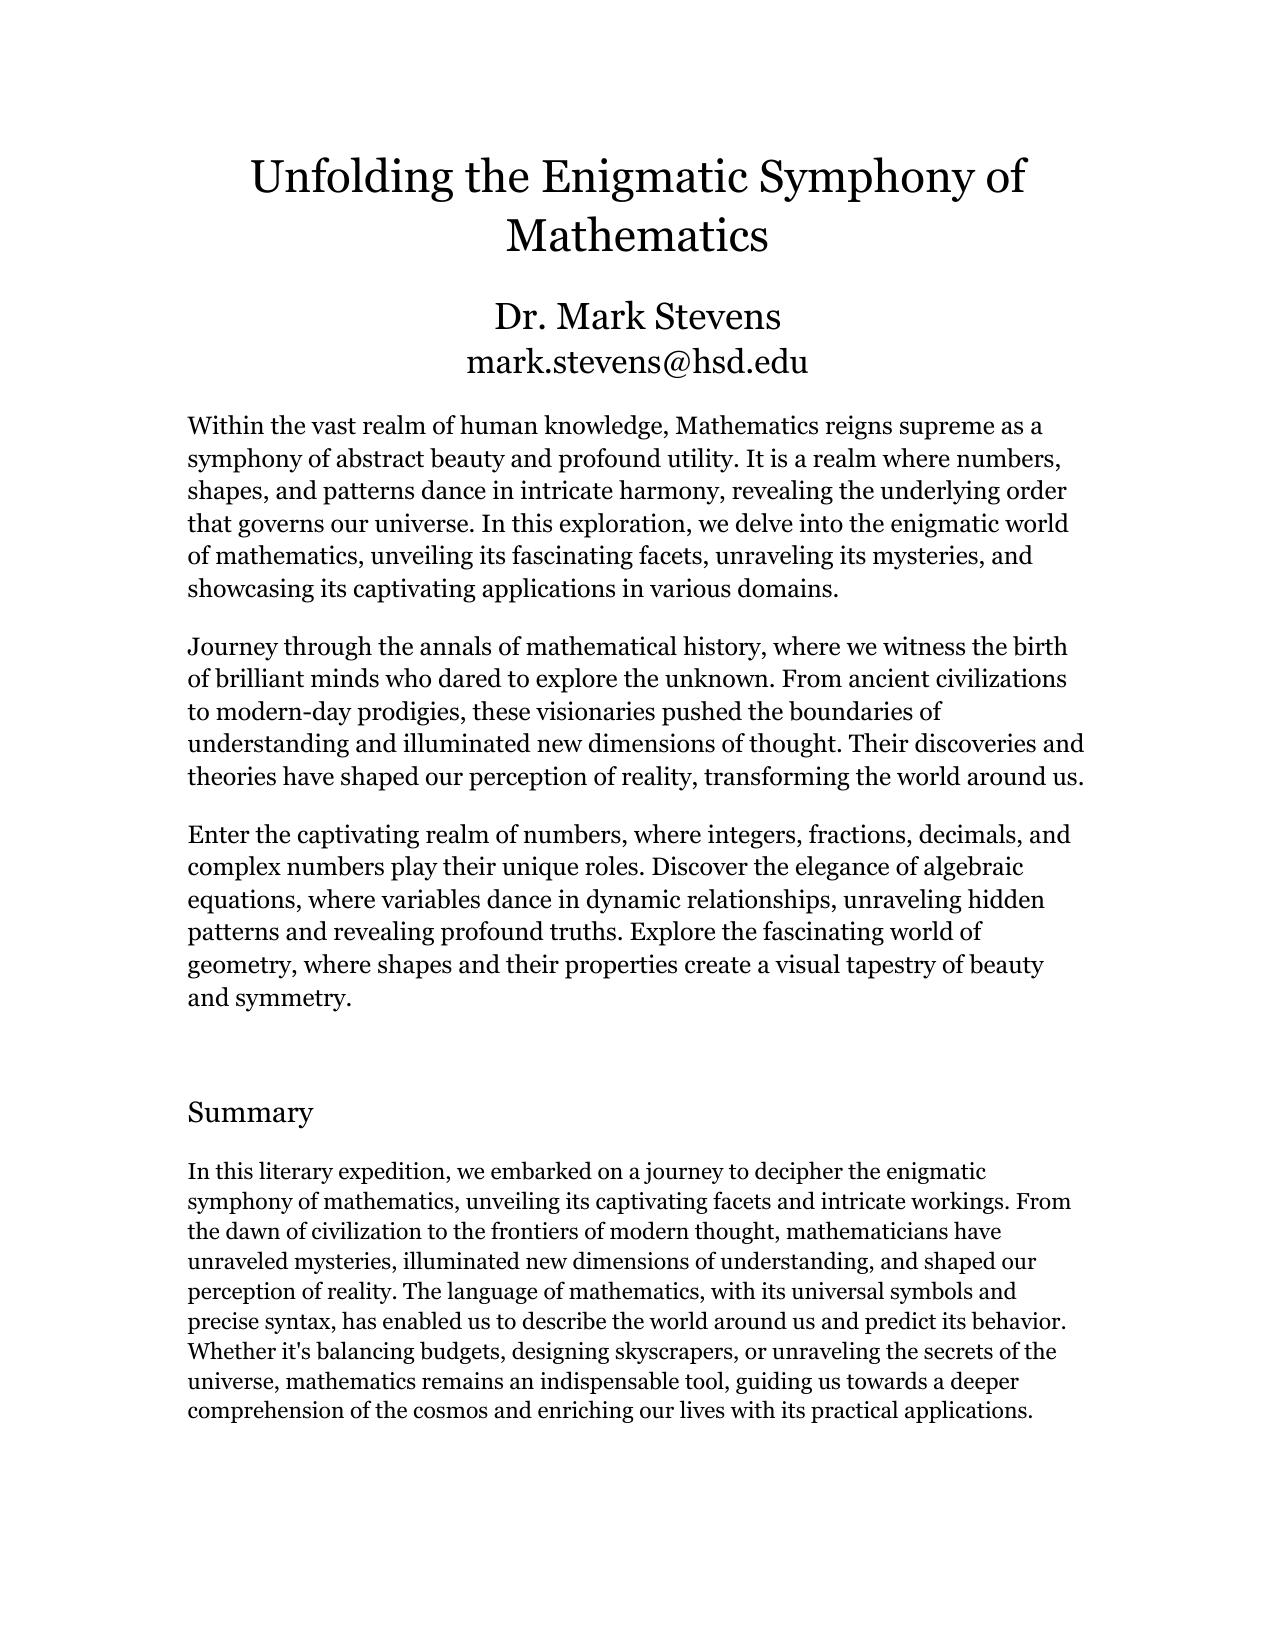 Unfolding the Enigmatic Symphony of
Mathematics
Dr. Mark Stevens
mark.stevens@hsd.edu
Within the vast realm of human knowledge, Mathematics reigns supreme as a
symphony of abstract beauty and profound utility. It is a realm where numbers,
shapes, and patterns dance in intricate harmony, revealing the underlying order
that governs our universe. In this exploration, we delve into the enigmatic world
of mathematics, unveiling its fascinating facets, unraveling its mysteries, and
showcasing its captivating applications in various domains.
Journey through the annals of mathematical history, where we witness the birth
of brilliant minds who dared to explore the unknown. From ancient civilizations
to modern-day prodigies, these visionaries pushed the boundaries of
understanding and illuminated new dimensions of thought. Their discoveries and
theories have shaped our perception of reality, transforming the world around us.
Enter the captivating realm of numbers, where integers, fractions, decimals, and
complex numbers play their unique roles. Discover the elegance of algebraic
equations, where variables dance in dynamic relationships, unraveling hidden
patterns and revealing profound truths. Explore the fascinating world of
geometry, where shapes and their properties create a visual tapestry of beauty
and symmetry.
Summary
In this literary expedition, we embarked on a journey to decipher the enigmatic
symphony of mathematics, unveiling its captivating facets and intricate workings. From
the dawn of civilization to the frontiers of modern thought, mathematicians have
unraveled mysteries, illuminated new dimensions of understanding, and shaped our
perception of reality. The language of mathematics, with its universal symbols and
precise syntax, has enabled us to describe the world around us and predict its behavior.
Whether it's balancing budgets, designing skyscrapers, or unraveling the secrets of the
universe, mathematics remains an indispensable tool, guiding us towards a deeper
comprehension of the cosmos and enriching our lives with its practical applications.